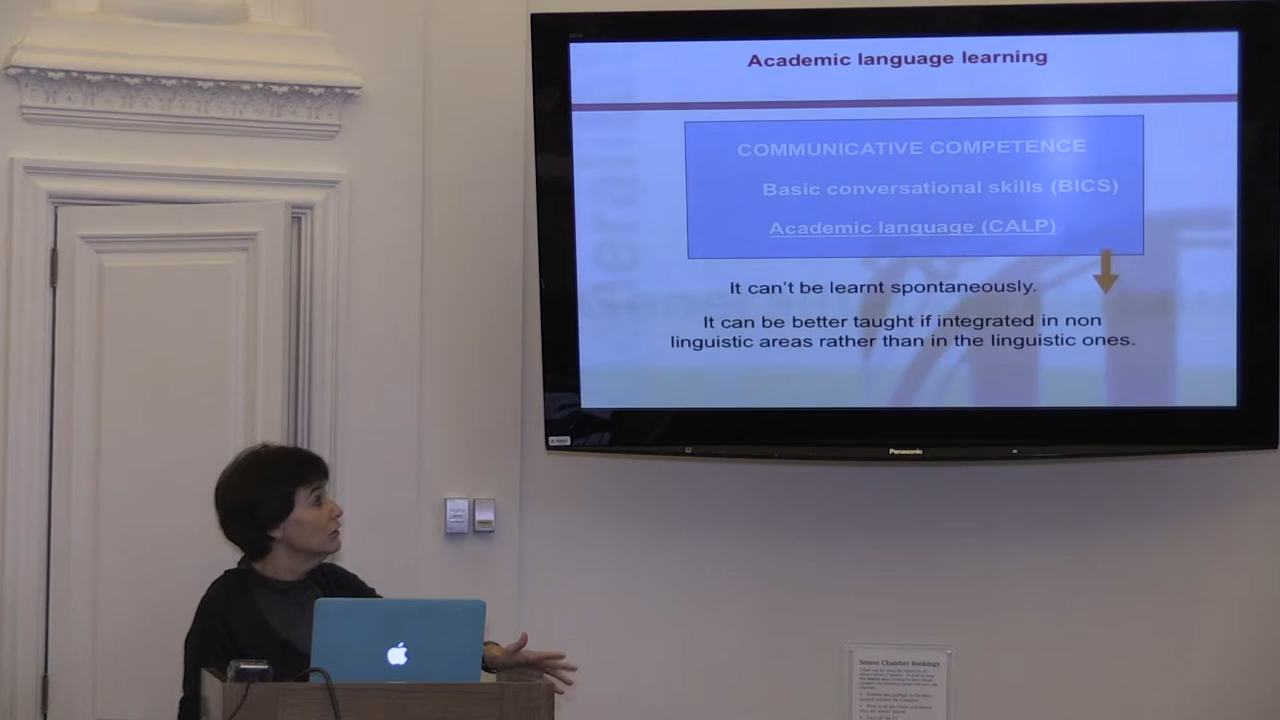 Academic language learning
COMMUNICATIVE COMPETENCE
Basic conversational skills (BICS)
Academic language (CALP)
It can't be learnt spontaneously.
It can be better taught if integrated in non
linguistic areas rather than in the linguistic ones.
Panasonic
Senate Chamber Bookings